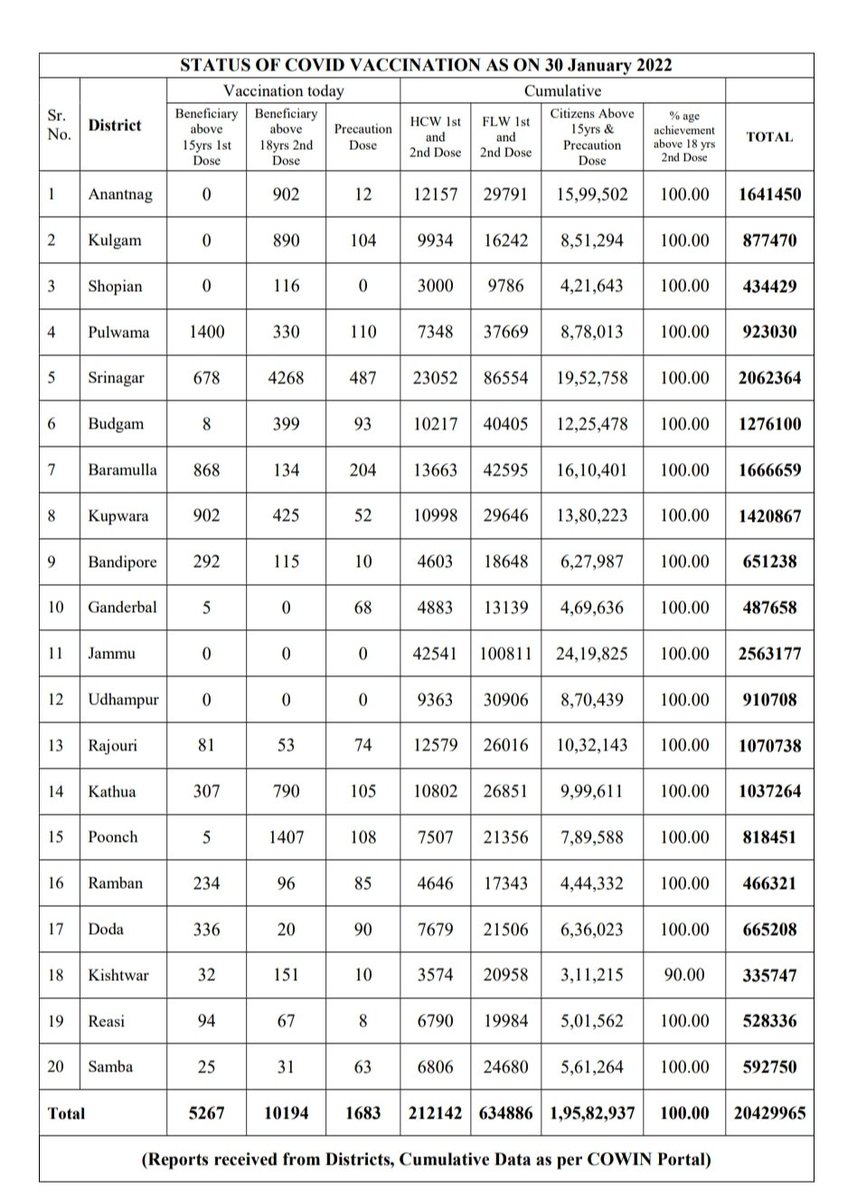 STATUS OF COVID VACCINATION AS ON 30 January 2022
Sr. No. District Vaccination today Cumulative
Beneficiary above 15yrs 1st Dose Beneficiary above 18yrs 2nd Dose Precaution Dose HCW 1st and 2nd Dose FLW 1st and 2nd Dose Citizens Above 15yrs & Precaution Dose % age achievement above 18 yrs 2nd Dose TOTAL
1 Anantnag 0 902 12 12157 29791 15,99,502 100.00 1641450
2 Kulgam 0 890 104 9934 16242 8,51,294 100.00 877470
3 Shopian 0 116 0 3000 9786 4,21,643 100.00 434429
4 Pulwama 1400 330 110 7348 37669 8,78,013 100.00 923030
5 Srinagar 678 4268 487 23052 86554 19,52,758 100.00 2062364
6 Budgam 8 399 93 10217 40405 12,25,478 100.00 1276100
7 Baramulla 868 134 204 13663 42595 16,10,401 100.00 1666659
8 Kupwara 902 425 52 10998 29646 13,80,223 100.00 1420867
9 Bandipore 292 115 10 4603 18648 6,27,987 100.00 651238
10 Ganderbal 5 0 68 4883 13139 4,69,636 100.00 487658
11 Jammu 0 0 0 42541 100811 24,19,825 100.00 2563177
12 Udhampur 0 0 0 9363 30906 8,70,439 100.00 910708
13 Rajouri 81 53 74 12579 26016 10,32,143 100.00 1070738
14 Kathua 307 790 105 10802 26851 9,99,611 100.00 1037264
15 Poonch 5 1407 108 7507 21356 7,89,588 100.00 818451
16 Ramban 234 96 85 4646 17343 4,44,332 100.00 466321
17 Doda 336 20 90 7679 21506 6,36,023 100.00 665208
18 Kishtwar 32 151 10 3574 20958 3,11,215 90.00 335747
19 Reasi 94 67 8 6790 19984 5,01,562 100.00 528336
20 Samba 25 31 63 6806 24680 5,61,264 100.00 592750
Total 5267 10194 1683 212142 634886 1,95,82,937 100.00 20429965
(Reports received from Districts, Cumulative Data as per COWIN Portal)